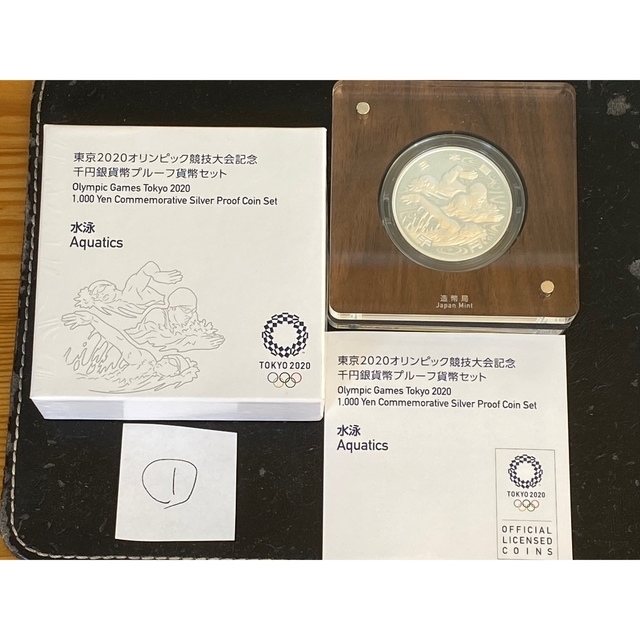 東京2020オリンピック競技大会記念
千円銀貨幣プルーフ貨幣セット
Olympic Games Tokyo 2020
1,000 Yen Commemorative Silver Proof Coin Set
水泳
Aquatics
TOKYO 2020
造幣局
Japan Mint
東京2020オリンピック競技大会記念
千円銀貨幣プルーフ貨幣セット
Olympic Games Tokyo 2020
1,000 Yen Commemorative Silver Proof Coin Set
水泳
Aquatics
TOKYO 2020
OFFICIAL
LICENSED
COINS
①